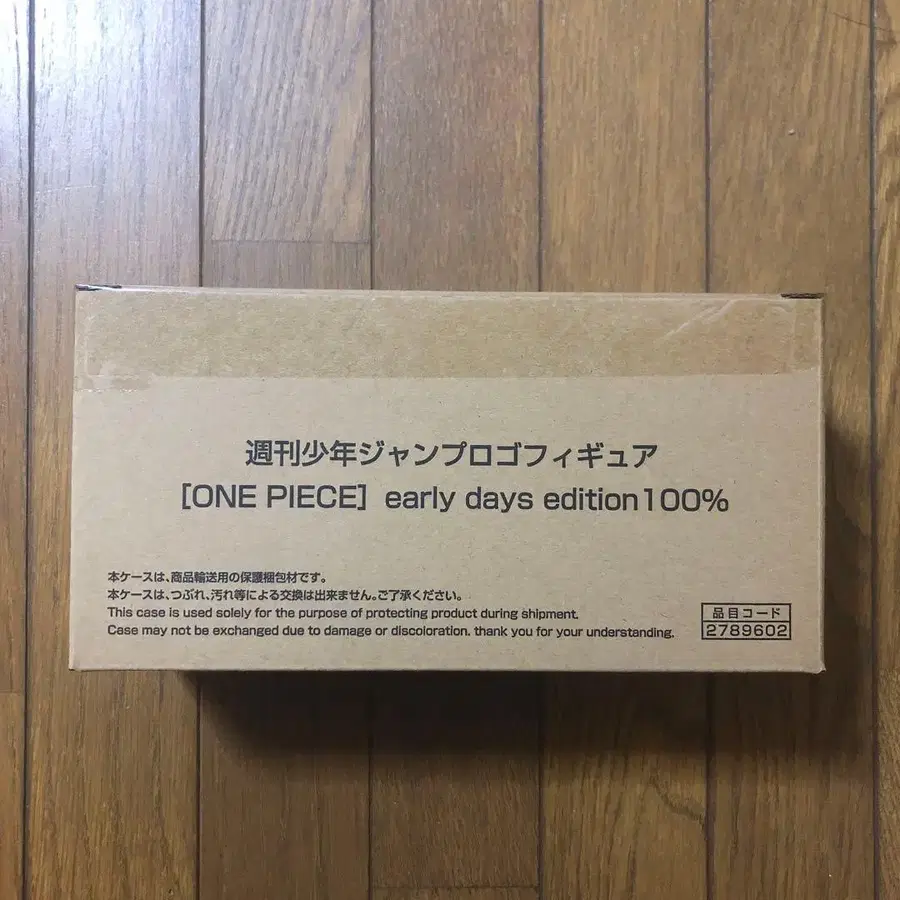 週刊少年ジャンプロゴフィギュア
[ONE PIECE] early days edition100%
本ケースは、商品輸送用の保護梱包材です。
本ケースは、つぶれ、汚れ等による交換は出来ません。ご了承ください。
This case is used solely for the purpose of protecting product during shipment.
Case may not be exchanged due to damage or discoloration. thank you for your understanding.
品目コード
2789602